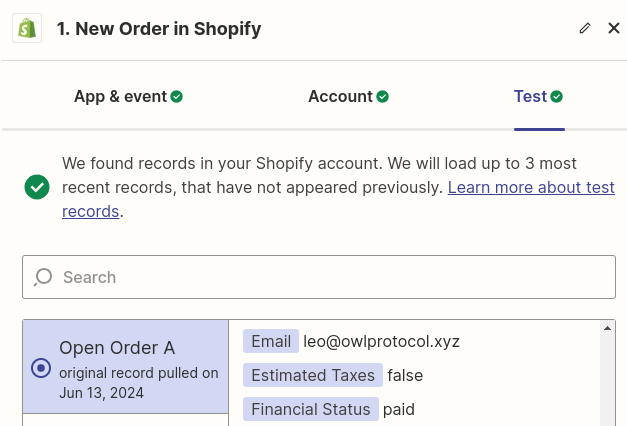 1. New Order in Shopify
App & event
Account
Test
We found records in your Shopify account. We will load up to 3 most
recent records, that have not appeared previously. Learn more about test
records.
Search
Open Order A
original record pulled on
Jun 13, 2024
Email leo@owlprotocol.xyz
Estimated Taxes false
Financial Status paid